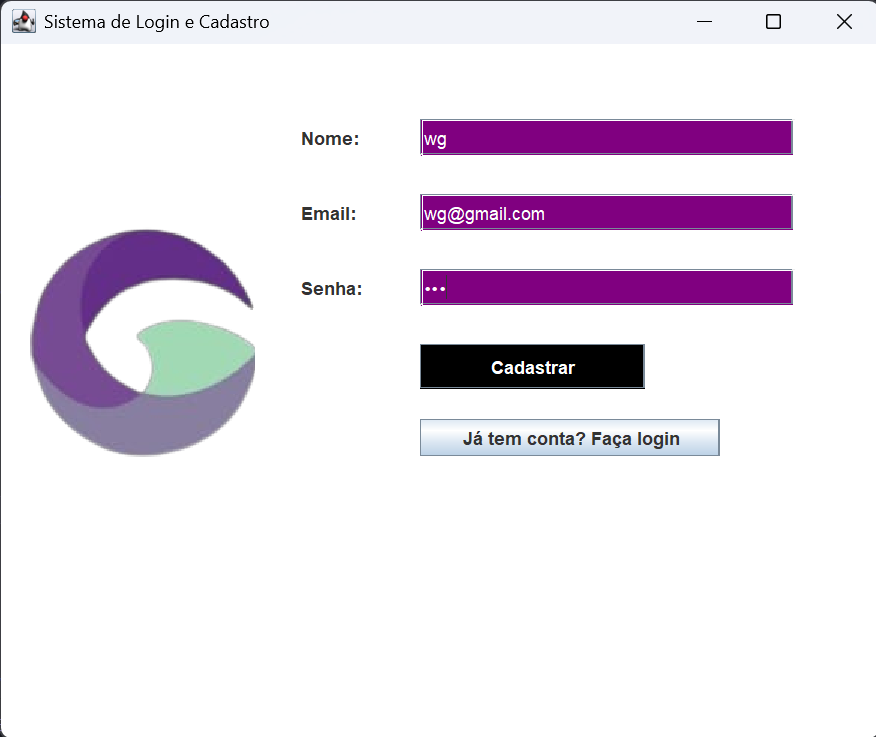 Sistema de Login e Cadastro
Nome: wg
Email: wg@gmail.com
Senha: •••
Cadastrar
Já tem conta? Faça login